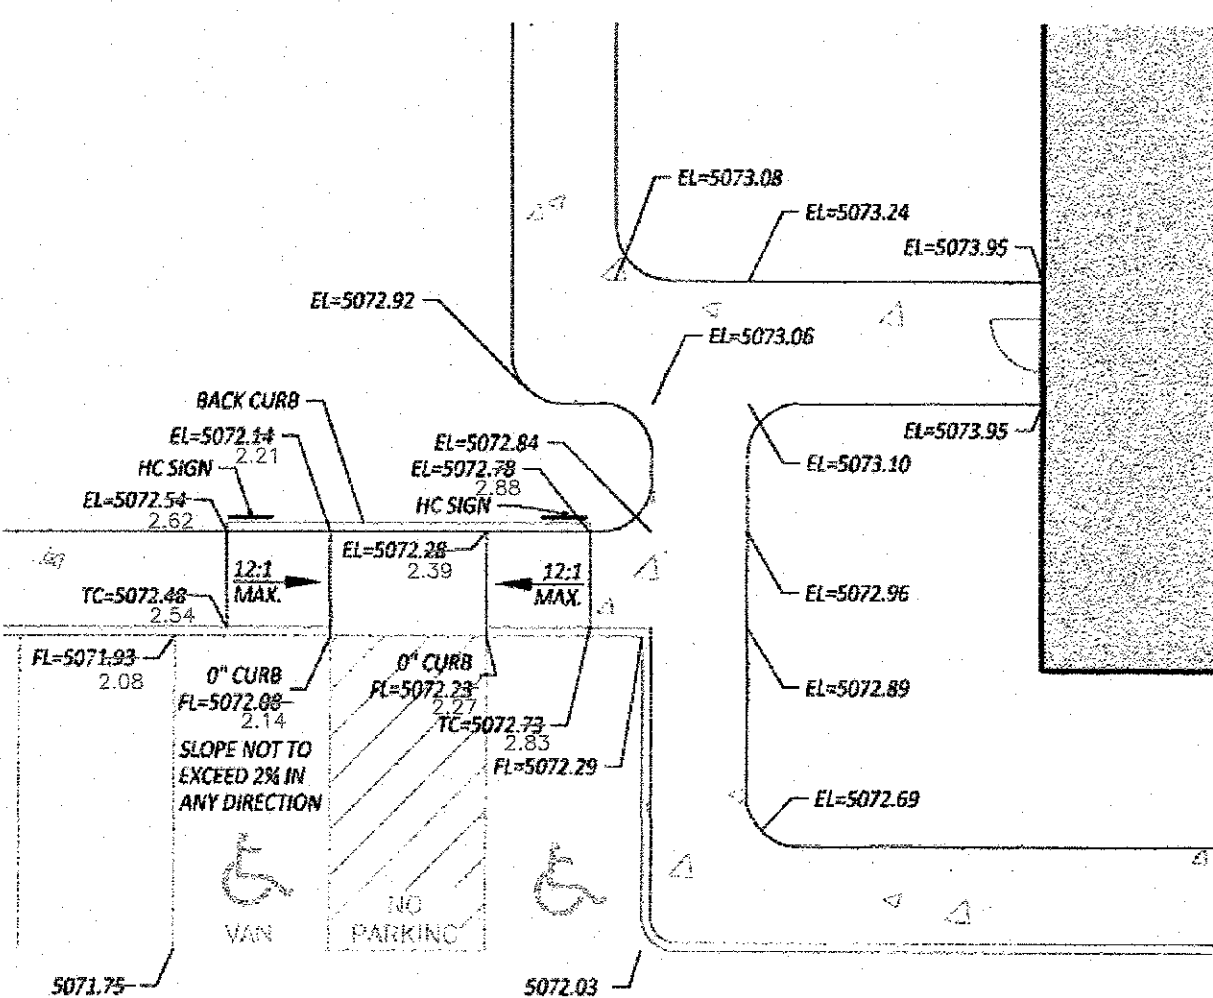 EL=5073.08
EL=5073.24
EL=5073.95
EL=5072.92
EL=5073.06
BACK CURB
EL=5072.14
2.21
HC SIGN
EL=5072.54
2.62
EL=5072.84
EL=5072.78
2.88
HC SIGN
EL=5073.95
EL=5073.10
EL=5072.28
2.39
12:1
MAX.
12:1
MAX.
TC=5072.48
2.54
EL=5072.96
FL=5071.93
2.08
0" CURB
FL=5072.08
2.14
0" CURB
FL=5072.23
2.27
TC=5072.73
2.83
FL=5072.29
EL=5072.89
SLOPE NOT TO
EXCEED 2% IN
ANY DIRECTION
EL=5072.69
VAN
NO
PARKING
5071.75
5072.03